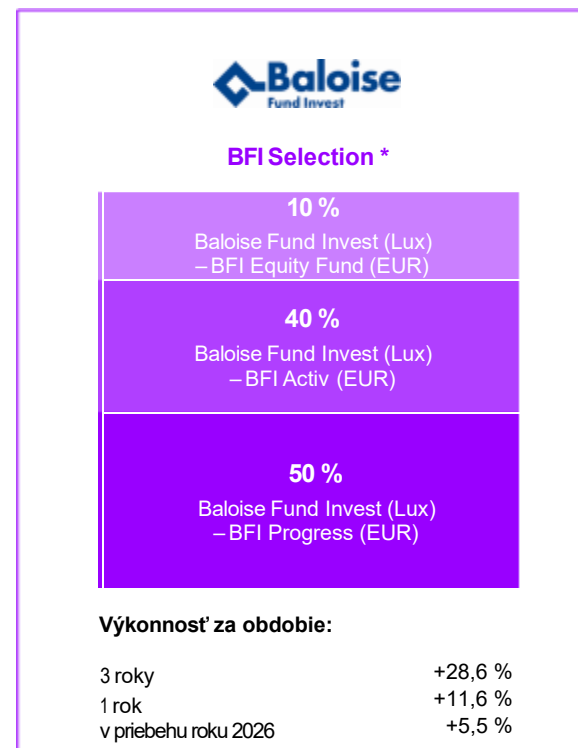 Baloise
Fund Invest
BFI Selection *
10 %
Baloise Fund Invest (Lux)
– BFI Equity Fund (EUR)
40 %
Baloise Fund Invest (Lux)
– BFI Activ (EUR)
50 %
Baloise Fund Invest (Lux)
– BFI Progress (EUR)
Výkonnosť za obdobie:
3 roky +28,6 %
1 rok +11,6 %
v priebehu roku 2026 +5,5 %